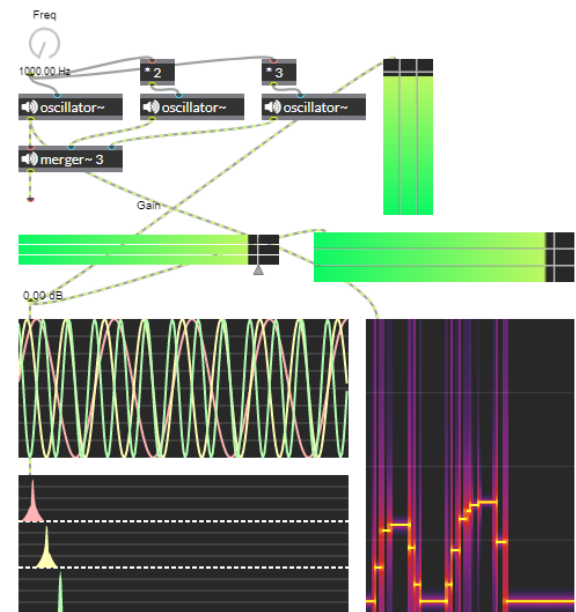 Freq
1000.00 Hz
* 2
* 3
oscillator~
oscillator~
oscillator~
merger~ 3
Gain
0.00 dB